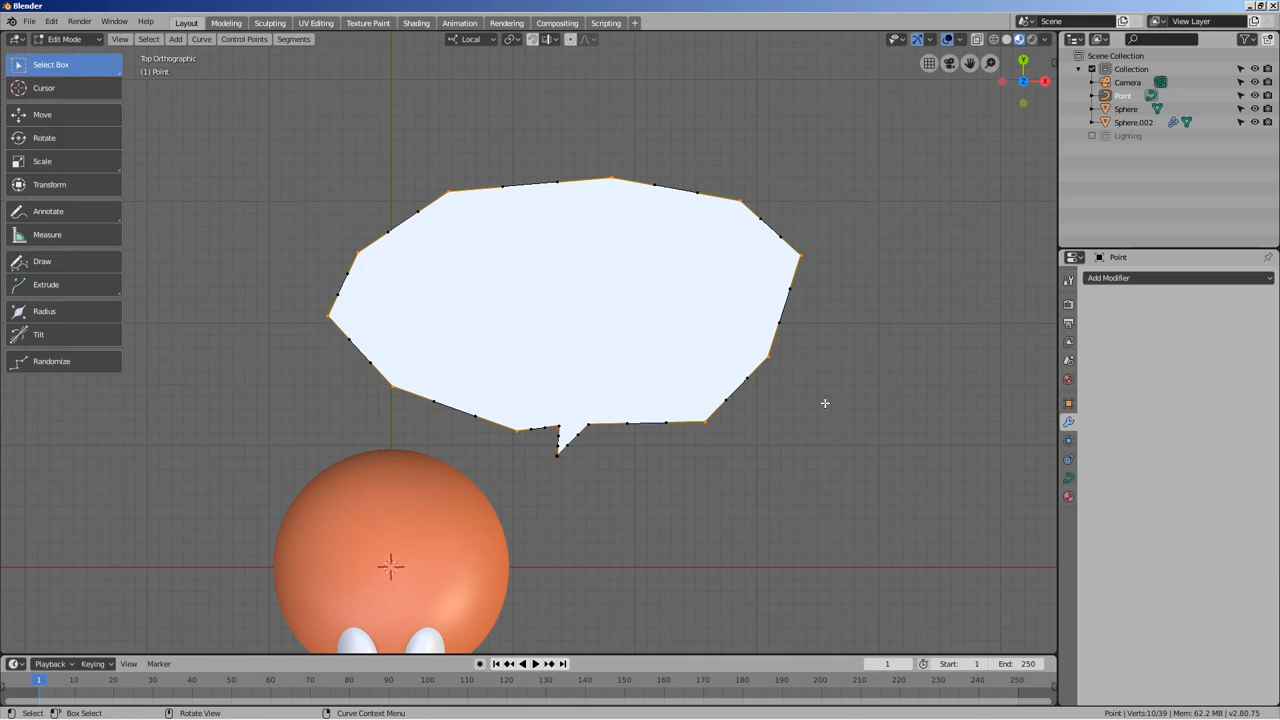 Blender
File Edit Render Window Help Layout Modeling Sculpting UV Editing Texture Paint Shading Animation Rendering Compositing Scripting + Scene View Layer
Edit Mode View Select Add Curve Control Points Segments Local
Select Box
Cursor
Move
Rotate
Scale
Transform
Annotate
Measure
Draw
Extrude
Radius
Tilt
Randomize
Top Orthographic
(1) Point
Y
Z
X
Scene Collection
Collection
Camera
Point
Sphere
Sphere.002
Lighting
Point
Add Modifier
Playback Keying View Marker 1 Start: 1 End: 250
1 10 20 30 40 50 60 70 80 90 100 110 120 130 140 150 160 170 180 190 200 210 220 230 240 250
Select Box Select Rotate View Curve Context Menu Point | Verts:10/39 | Mem: 62.2 MB | v2.80.75